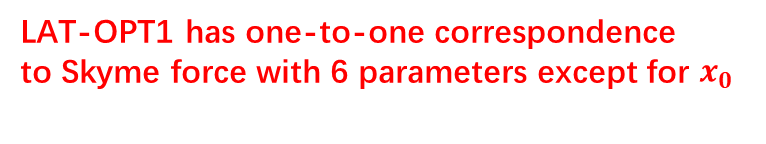 LAT-OPT1 has one-to-one correspondence
to Skyme force with 6 parameters except for x₀